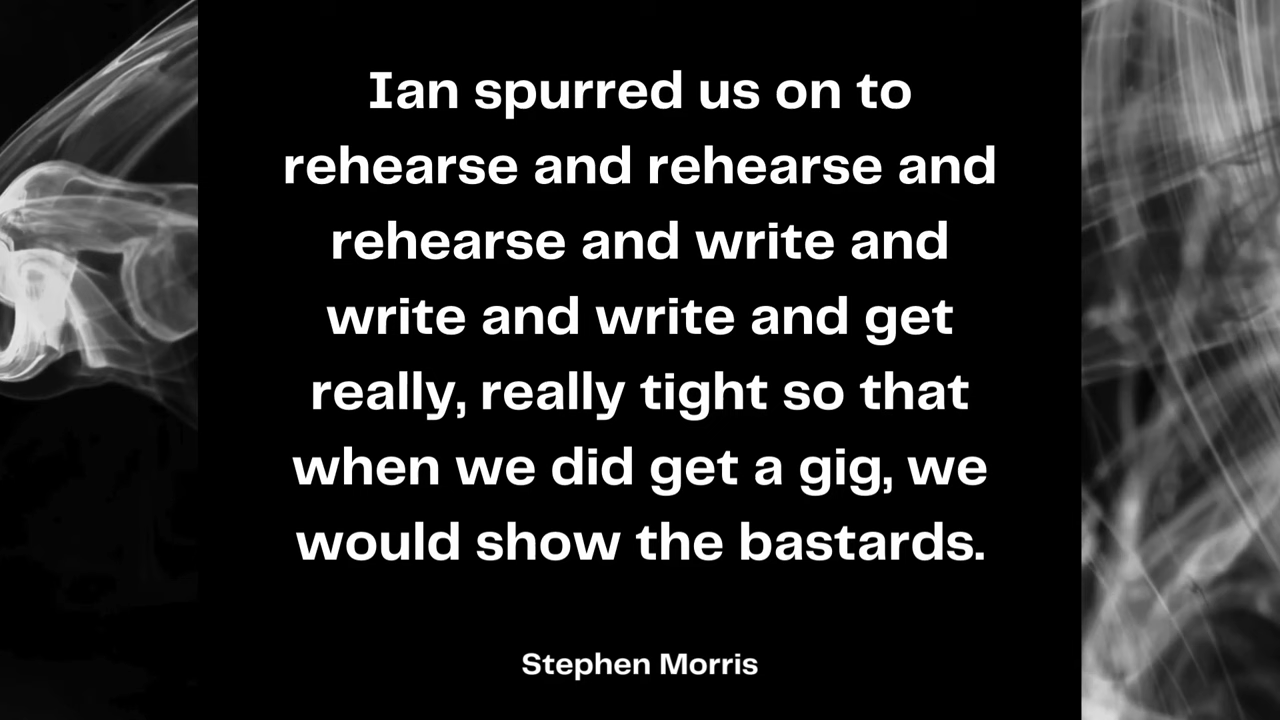 Ian spurred us on to
rehearse and rehearse and
rehearse and write and
write and write and get
really, really tight so that
when we did get a gig, we
would show the bastards.
Stephen Morris